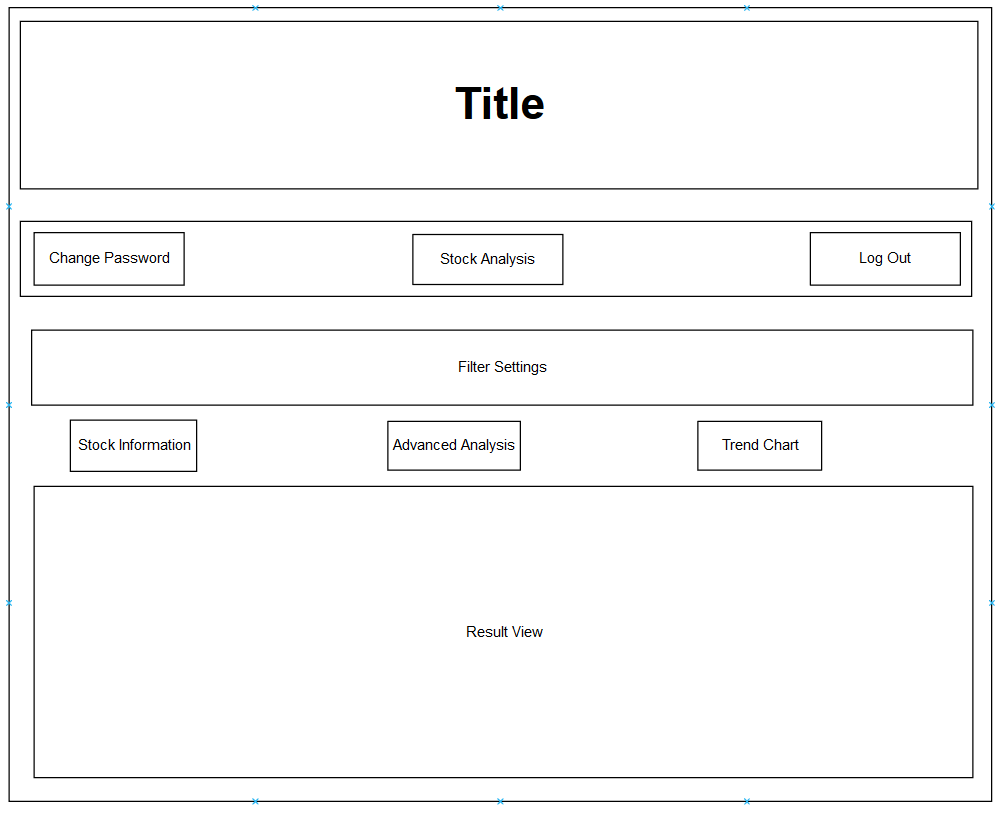 Title
Change Password
Stock Analysis
Log Out
Filter Settings
Stock Information
Advanced Analysis
Trend Chart
Result View